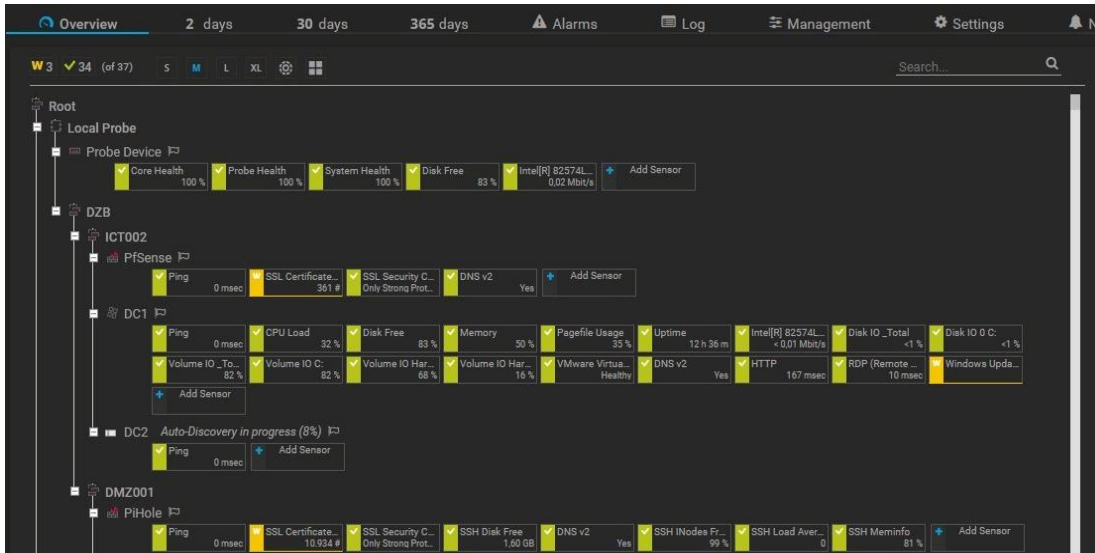 Overview 2 days 30 days 365 days Alarms Log Management Settings N
W 3 34 (of 37) S M L XL Search...
Root
Local Probe
Probe Device
Core Health Probe Health System Health Disk Free Intel[R] 82574L... Add Sensor
100 % 100 % 100 % 83 % 0,02 Mbit/s
DZB
ICT002
PfSense
Ping W SSL Certificate... SSL Security C... DNS v2 Add Sensor
0 msec 361 # Only Strong Prot... Yes
DC1
Ping CPU Load Disk Free Memory Pagefile Usage Uptime Intel[R] 82574L... Disk IO _Total Disk IO 0 C:
0 msec 32 % 83 % 50 % 35 % 12 h 36 m < 0,01 Mbit/s <1 % <1 %
Volume IO _To... Volume IO C: Volume IO Har... Volume IO Har... VMware Virtua... DNS v2 HTTP RDP (Remote ... W Windows Upda...
82 % 82 % 68 % 16 % Healthy Yes 167 msec 10 msec
Add Sensor
DC2 Auto-Discovery in progress (8%)
Ping Add Sensor
0 msec
DMZ001
PiHole
Ping W SSL Certificate... SSL Security C... SSH Disk Free DNS v2 SSH INodes Fr... SSH Load Aver... SSH Meminfo Add Sensor
0 msec 10.934 # Only Strong Prot... 1,60 GB Yes 99 % 0 81 %